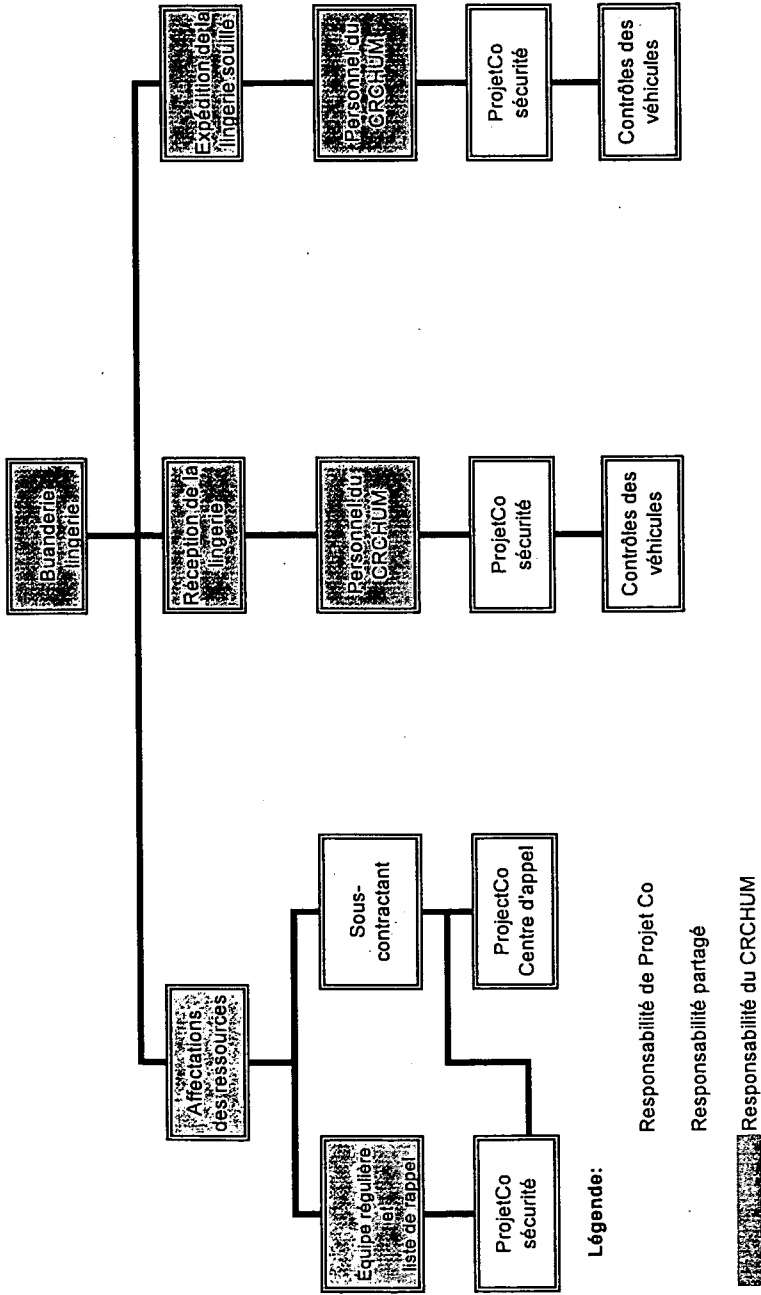 Buanderie
lingerie
Affectations
des ressources
Réception de la
lingerie
Expédition de la
lingerie souillé
Équipe régulière
et
liste de rappel
Sous-
contractant
Personnel du
CRCHUM
Personnel du
CRCHUM
ProjetCo
sécurité
ProjectCo
Centre d'appel
ProjetCo
sécurité
ProjetCo
sécurité
Contrôles des
véhicules
Contrôles des
véhicules
Légende:
Responsabilité de Projet Co
Responsabilité partagé
Responsabilité du CRCHUM